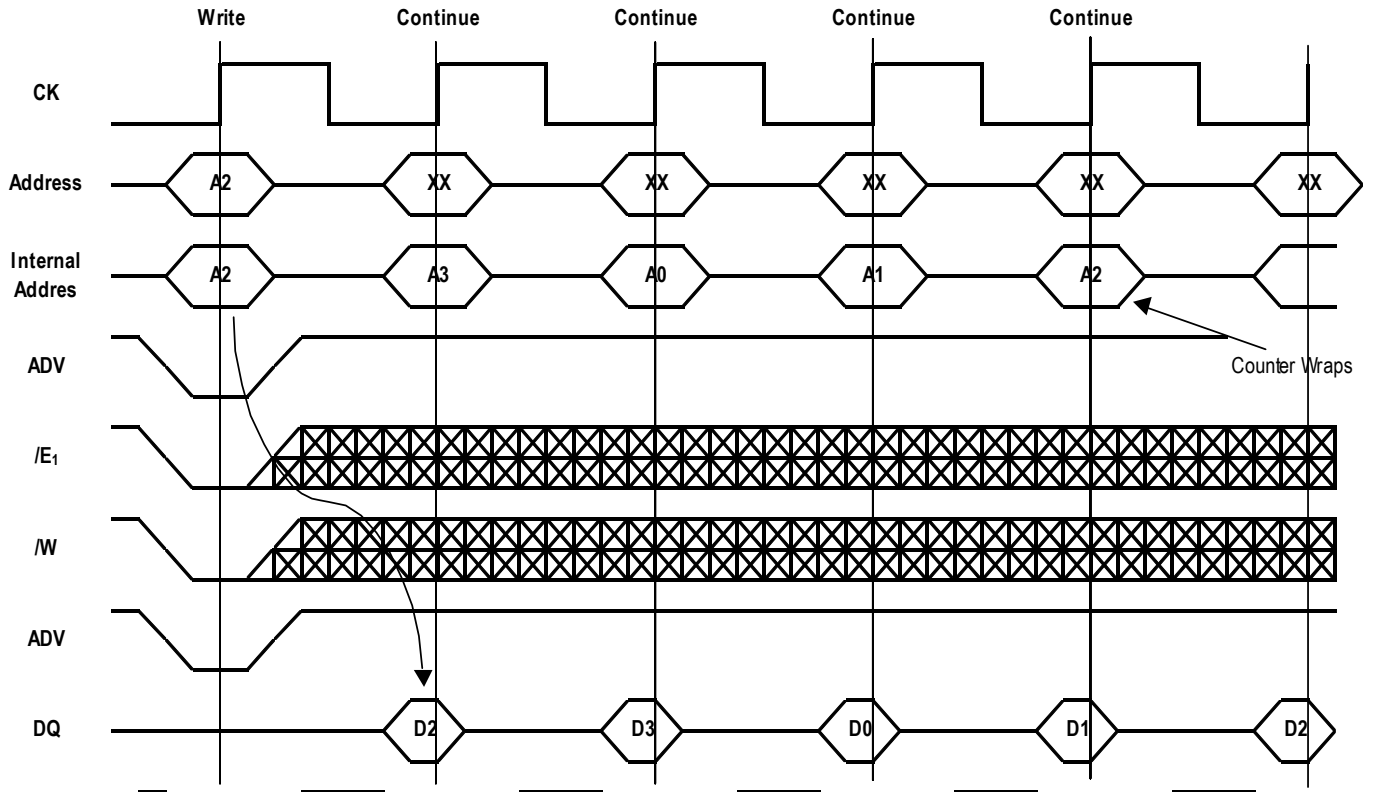 Write Continue Continue Continue Continue
CK
Address A2 XX XX XX XX XX
Internal
Addres A2 A3 A0 A1 A2
ADV
Counter Wraps
/E₁
/W
ADV
DQ D2 D3 D0 D1 D2